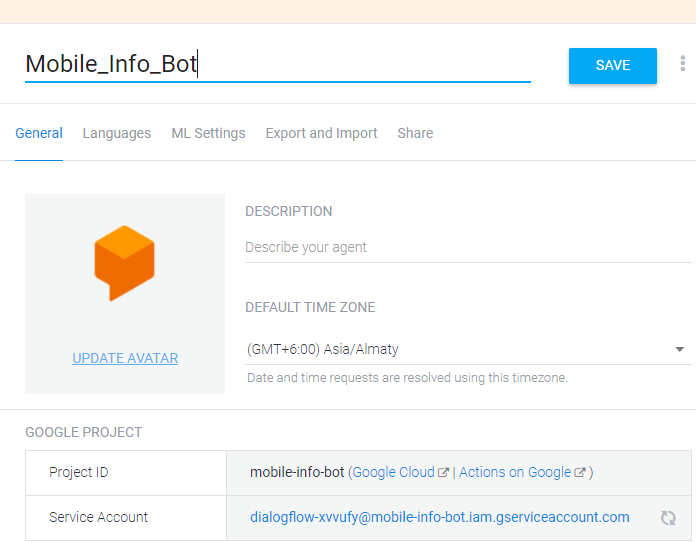 Mobile_Info_Bot
SAVE
General Languages ML Settings Export and Import Share
DESCRIPTION
Describe your agent
DEFAULT TIME ZONE
(GMT+6:00) Asia/Almaty
Date and time requests are resolved using this timezone.
UPDATE AVATAR
GOOGLE PROJECT
Project ID mobile-info-bot (Google Cloud | Actions on Google )
Service Account dialogflow-xvvufy@mobile-info-bot.iam.gserviceaccount.com